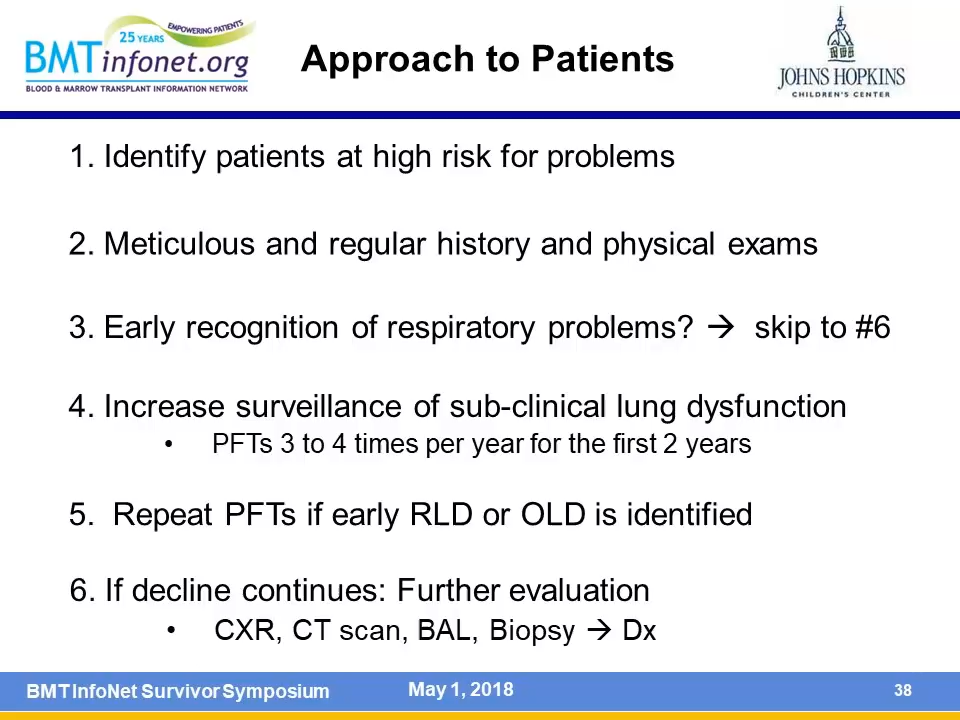 25 YEARS
EMPOWERING PATIENTS
BMTinfonet.org
BLOOD & MARROW TRANSPLANT INFORMATION NETWORK
Approach to Patients
JOHNS HOPKINS
CHILDREN'S CENTER
1. Identify patients at high risk for problems
2. Meticulous and regular history and physical exams
3. Early recognition of respiratory problems? → skip to #6
4. Increase surveillance of sub-clinical lung dysfunction
• PFTs 3 to 4 times per year for the first 2 years
5. Repeat PFTs if early RLD or OLD is identified
6. If decline continues: Further evaluation
• CXR, CT scan, BAL, Biopsy → Dx
BMT InfoNet Survivor Symposium
May 1, 2018
38